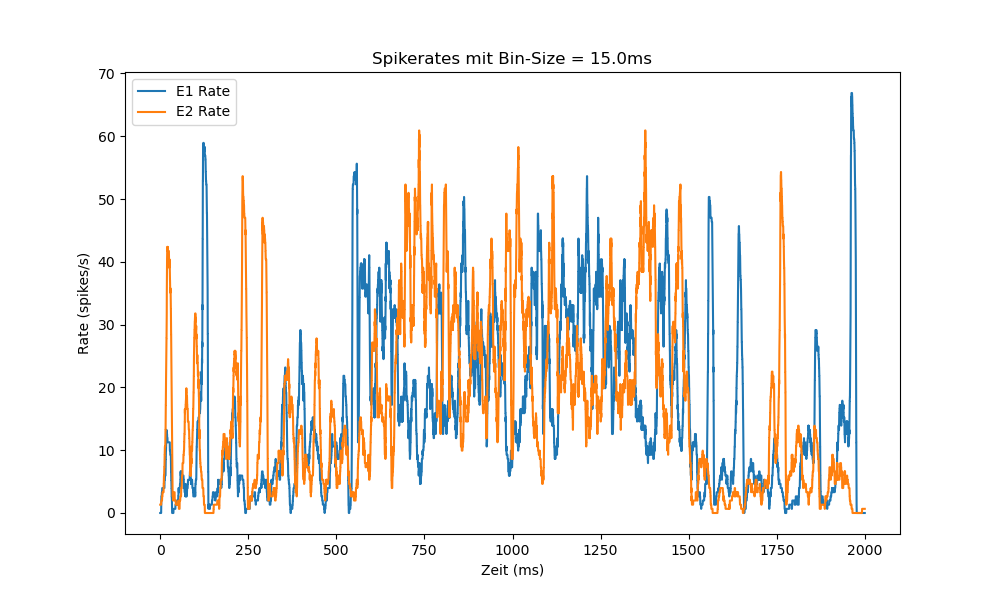 Spikerates mit Bin-Size = 15.0ms
E1 Rate
E2 Rate
70
60
50
40
30
20
10
0
Rate (spikes/s)
0 250 500 750 1000 1250 1500 1750 2000
Zeit (ms)